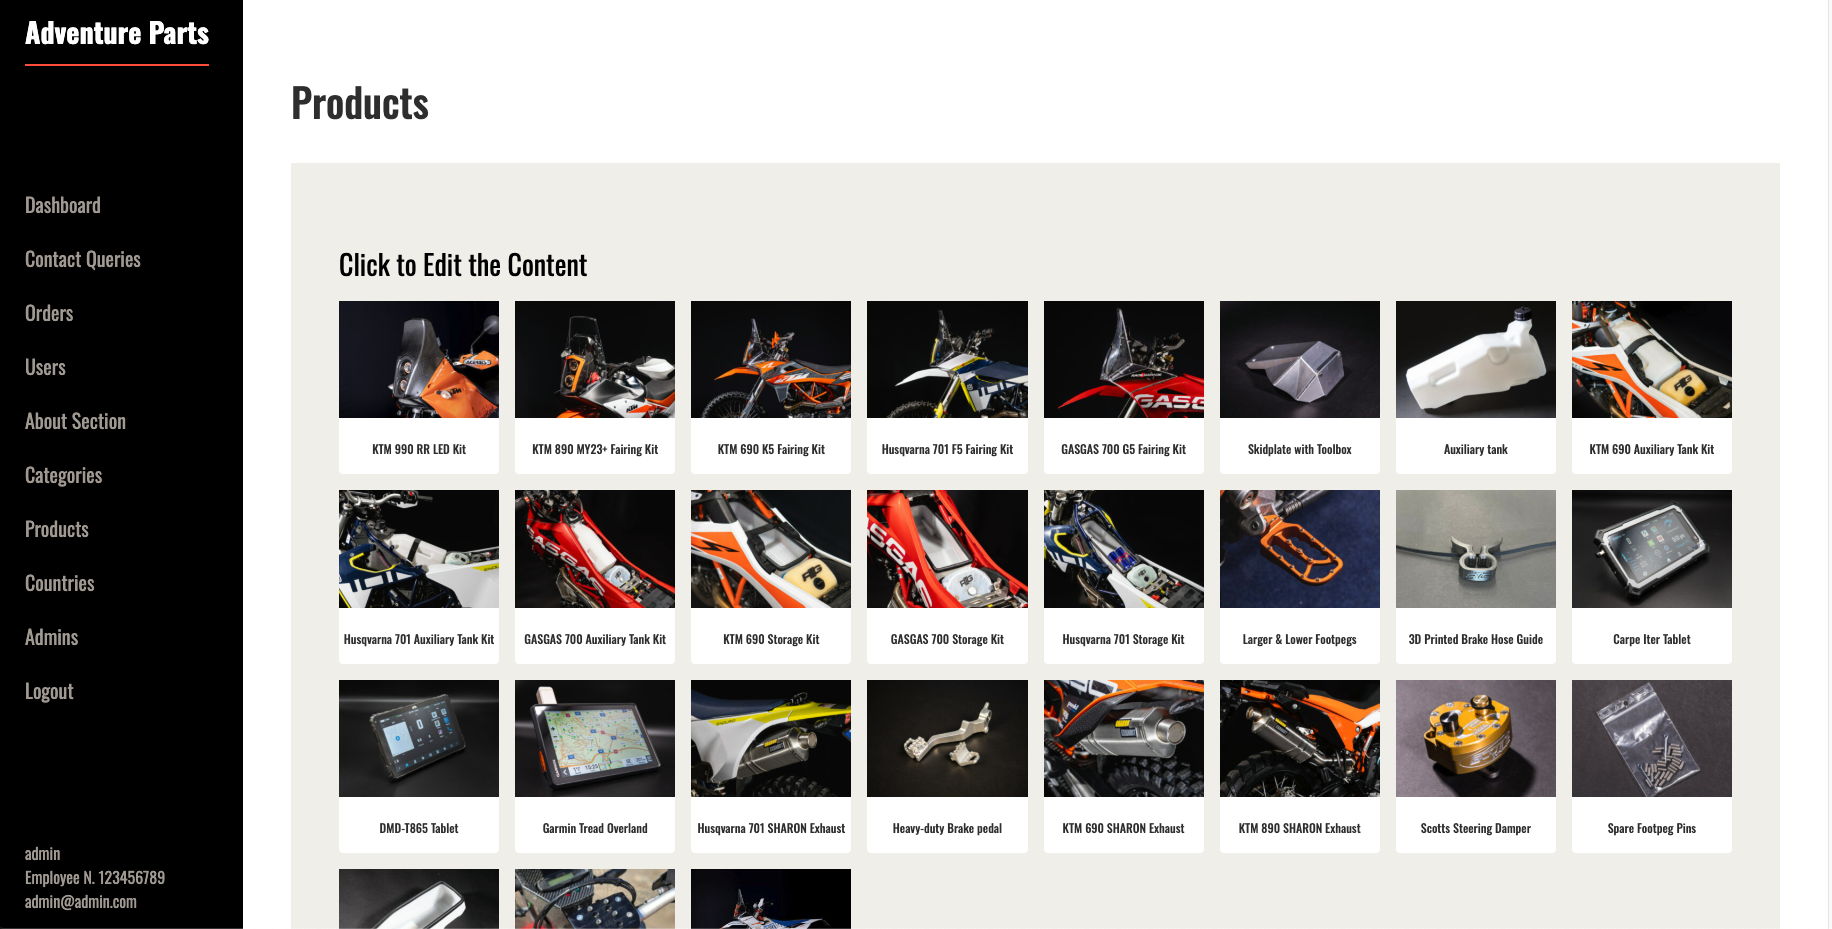 Adventure Parts
Products
Dashboard
Contact Queries
Orders
Users
About Section
Categories
Products
Countries
Admins
Logout
admin
Employee N. 123456789
admin@admin.com
Click to Edit the Content
KTM 990 RR LED Kit
KTM 890 MY23+ Fairing Kit
KTM 690 K5 Fairing Kit
Husqvarna 701 F5 Fairing Kit
GASGAS 700 G5 Fairing Kit
Skidplate with Toolbox
Auxiliary tank
KTM 690 Auxiliary Tank Kit
Husqvarna 701 Auxiliary Tank Kit
GASGAS 700 Auxiliary Tank Kit
KTM 690 Storage Kit
GASGAS 700 Storage Kit
Husqvarna 701 Storage Kit
Larger & Lower Footpegs
3D Printed Brake Hose Guide
Carpe Iter Tablet
DMD-T865 Tablet
Garmin Tread Overland
Husqvarna 701 SHARON Exhaust
Heavy-duty Brake pedal
KTM 690 SHARON Exhaust
KTM 890 SHARON Exhaust
Scotts Steering Damper
Spare Footpeg Pins